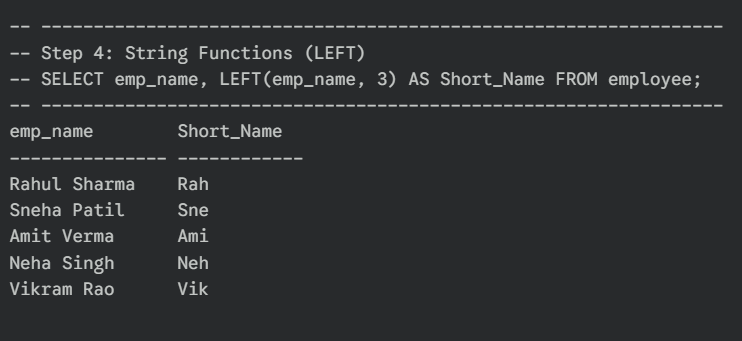 -- -----------------------------------------------------------------
-- Step 4: String Functions (LEFT)
-- SELECT emp_name, LEFT(emp_name, 3) AS Short_Name FROM employee;
-- -----------------------------------------------------------------
emp_name        Short_Name
--------------- ------------
Rahul Sharma    Rah
Sneha Patil     Sne
Amit Verma      Ami
Neha Singh      Neh
Vikram Rao      Vik